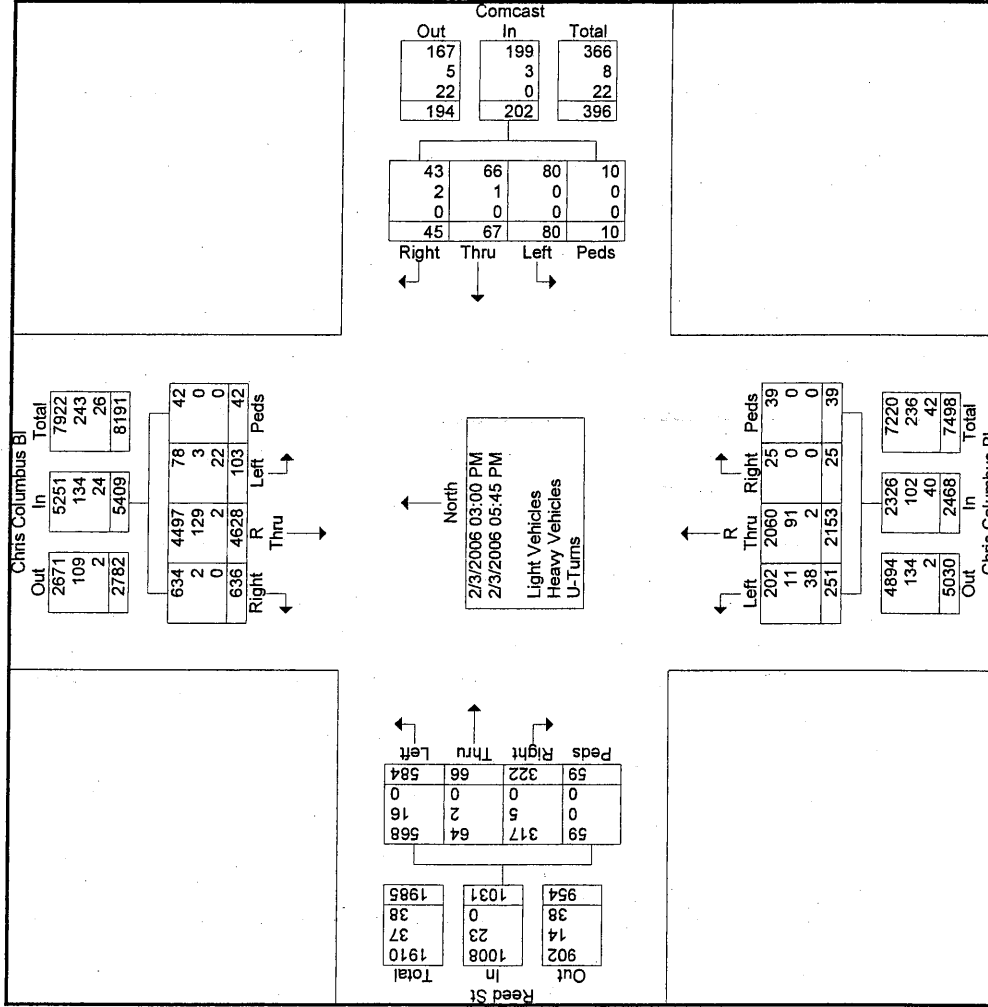 Comcast
Out In Total
167 199 366
5 3 8
22 0 22
194 202 396
43 66 80 10
2 1 0 0
0 0 0 0
45 67 80 10
Right Thru Left Peds
Chris Columbus Bl
Out In Total
2671 5251 7922
109 134 243
2 24 26
2782 5409 8191
634 4497 78 42
2 129 3 0
0 2 22 0
636 4628 103 42
Right R Left Peds
Thru
North
2/3/2006 03:00 PM
2/3/2006 05:45 PM
Light Vehicles
Heavy Vehicles
U-Turns
R
Left Thru Right Peds
202 2060 25 39
11 91 0 0
38 2 0 0
251 2153 25 39
4894 2326 7220
134 102 236
2 40 42
5030 2468 7498
Out In Total
Chris Columbus Bl
Left Thru Right Peds
584 66 322 59
0 0 0 0
16 2 5 0
568 64 317 59
1985 1031 954
38 0 38
37 23 14
1910 1008 902
Total In Out
Reed St